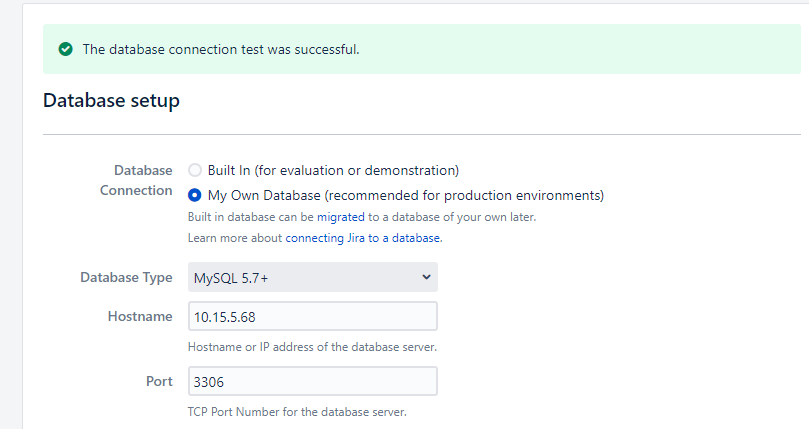 The database connection test was successful.
Database setup
Database Connection
Built In (for evaluation or demonstration)
My Own Database (recommended for production environments)
Built in database can be migrated to a database of your own later.
Learn more about connecting Jira to a database.
Database Type
MySQL 5.7+
Hostname
10.15.5.68
Hostname or IP address of the database server.
Port
3306
TCP Port Number for the database server.